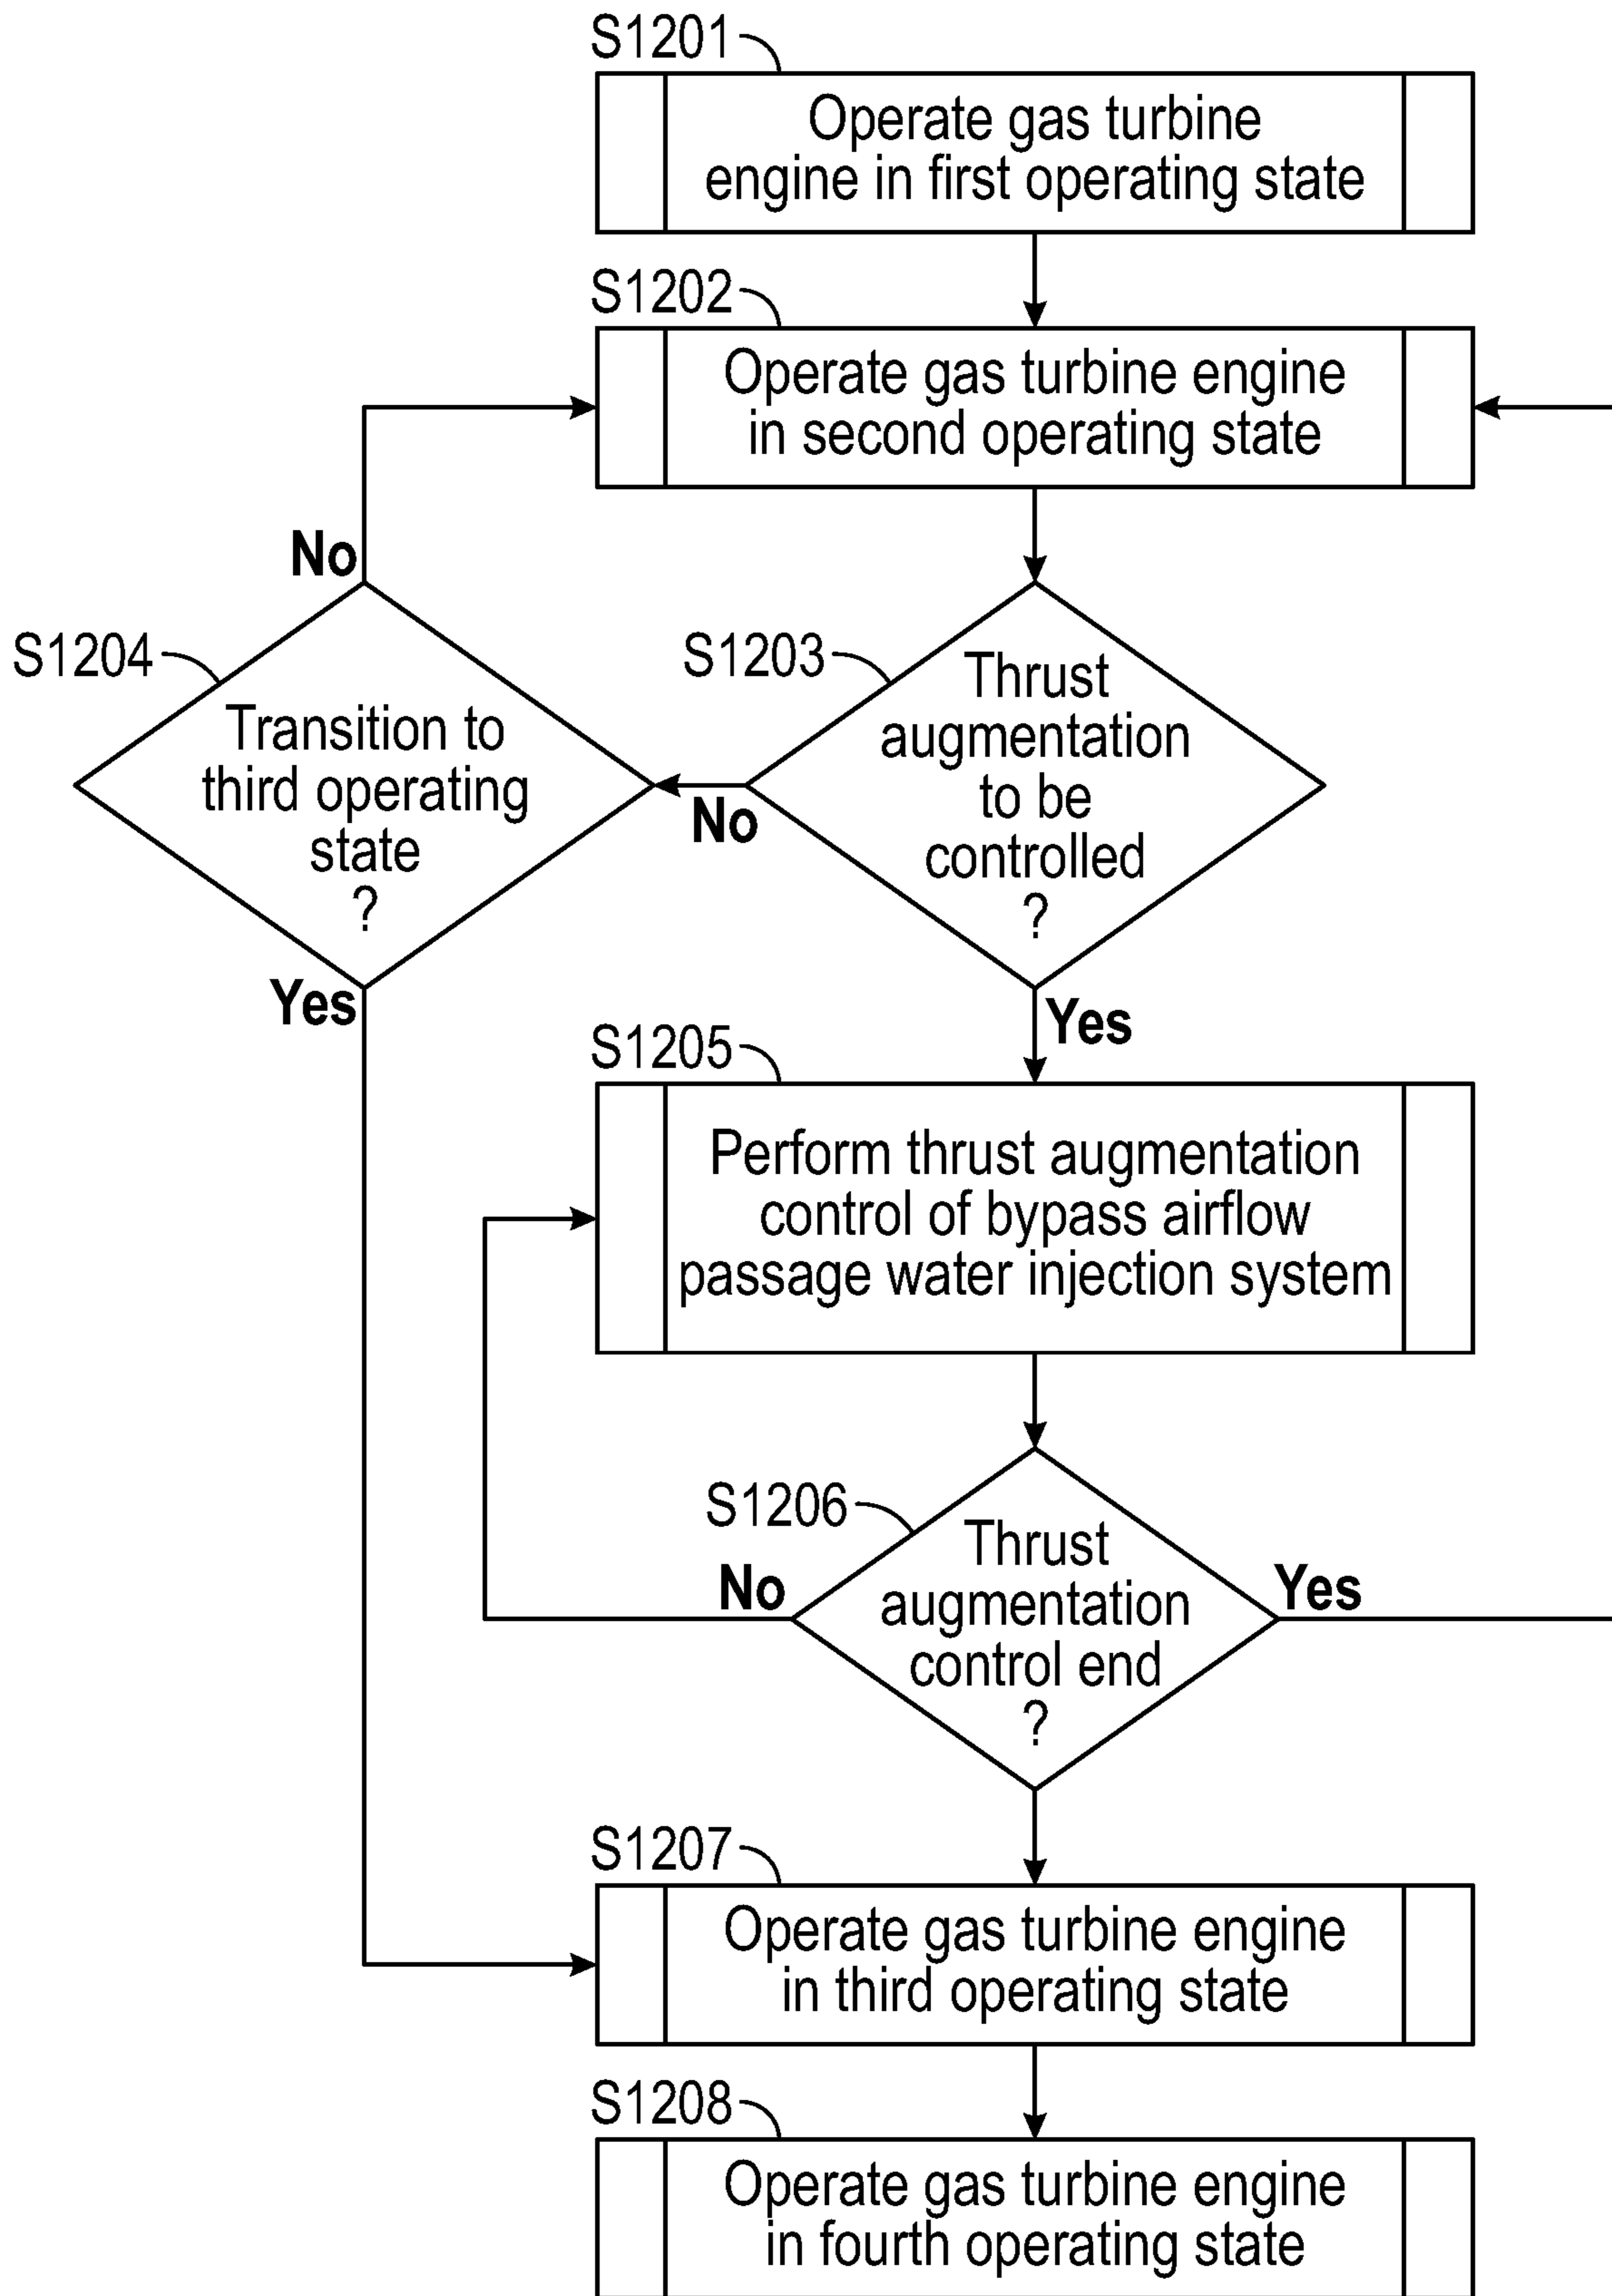 S1201
Operate gas turbine
engine in first operating state
S1202
Operate gas turbine engine
in second operating state
No
S1204
Transition to
third operating
state
?
Yes
S1203
Thrust
augmentation
to be
controlled
?
No
Yes
S1205
Perform thrust augmentation
control of bypass airflow
passage water injection system
S1206
Thrust
augmentation
control end
?
No
Yes
S1207
Operate gas turbine engine
in third operating state
S1208
Operate gas turbine engine
in fourth operating state